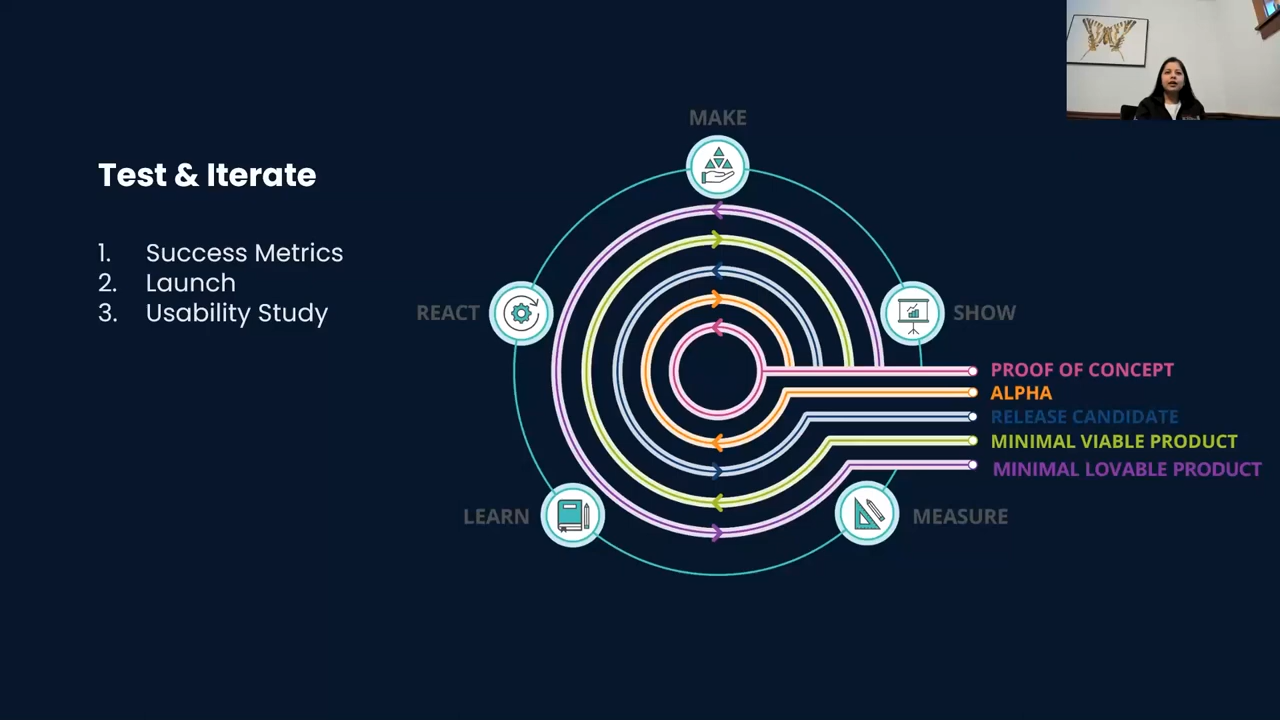 Test & Iterate
1. Success Metrics
2. Launch
3. Usability Study
MAKE
REACT
SHOW
PROOF OF CONCEPT
ALPHA
RELEASE CANDIDATE
MINIMAL VIABLE PRODUCT
MINIMAL LOVABLE PRODUCT
LEARN
MEASURE